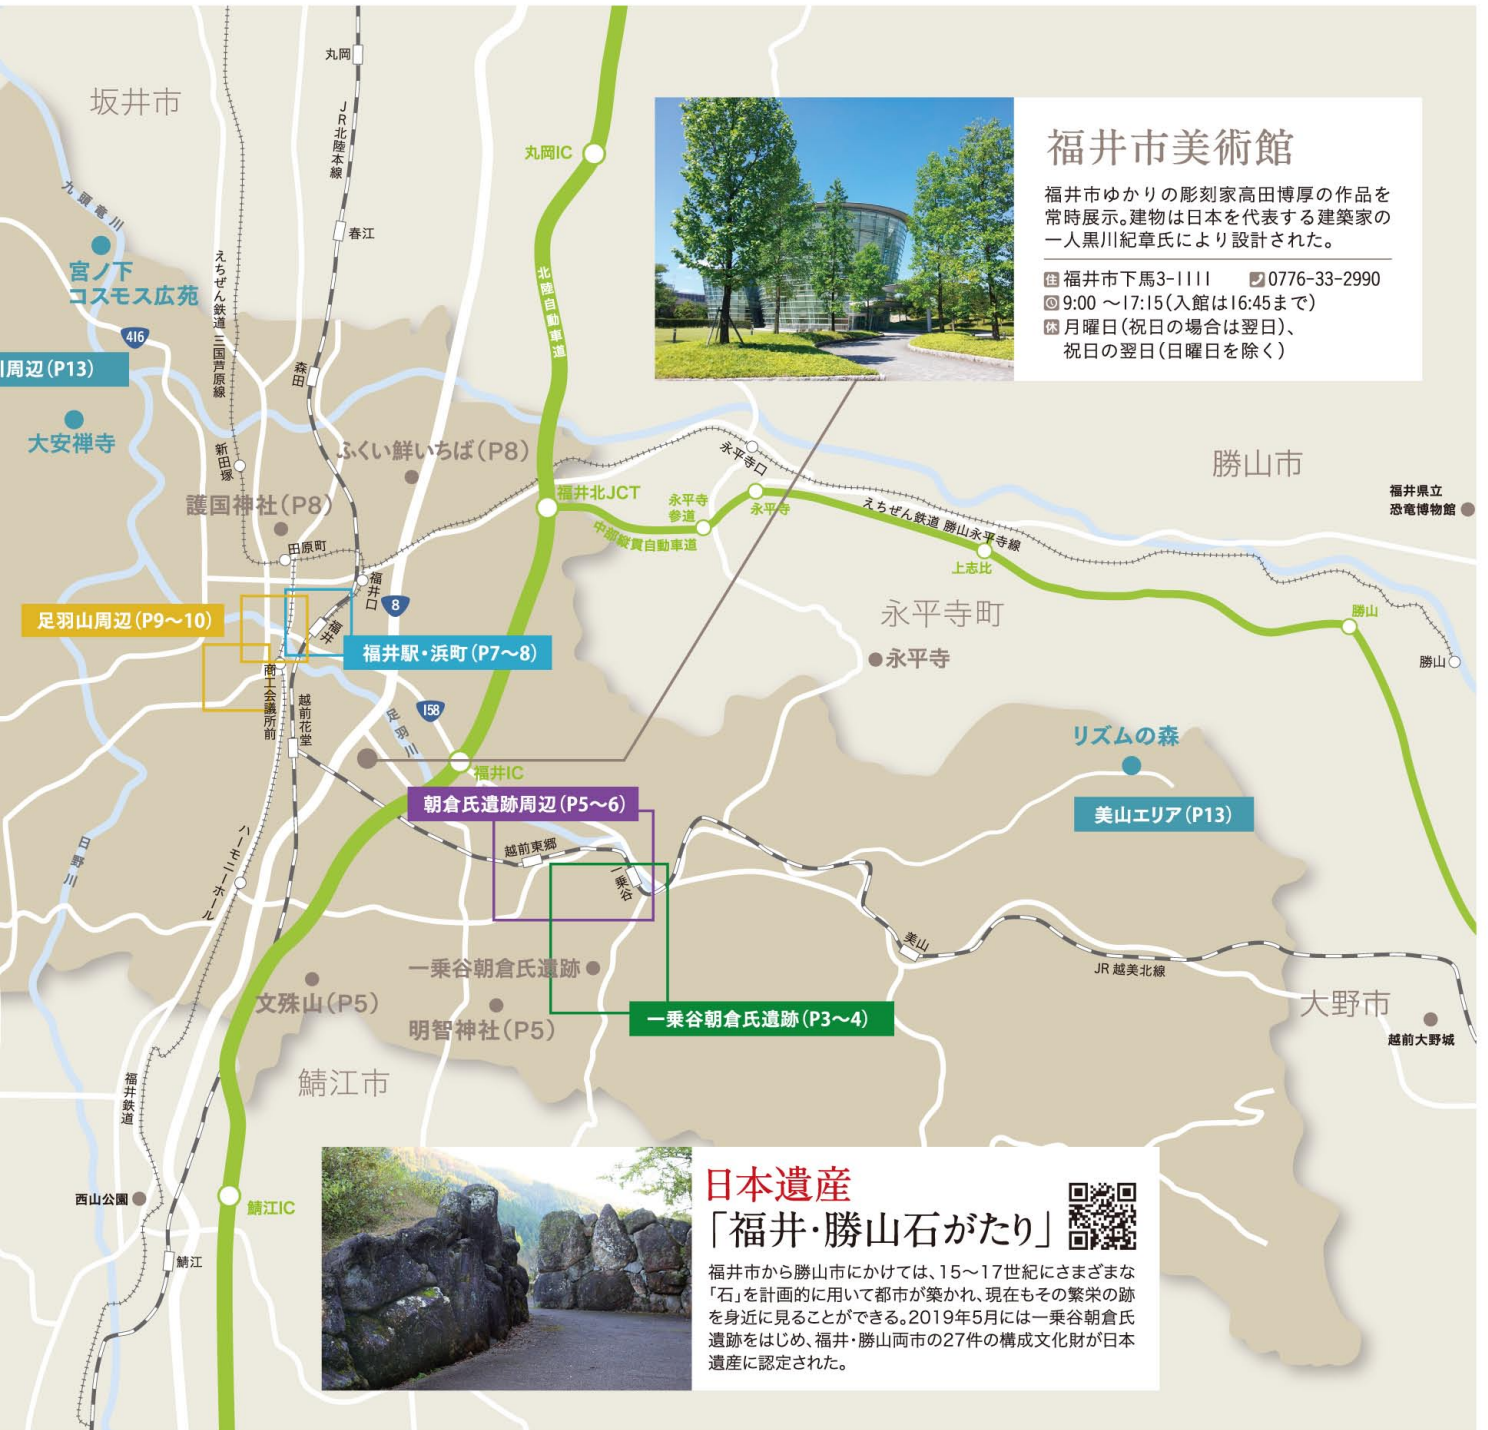 丸岡
坂井市
JR北陸本線
丸岡IC
福井市美術館
福井市ゆかりの彫刻家高田博厚の作品を
常時展示。建物は日本を代表する建築家の
一人黒川紀章氏により設計された。
住 福井市下馬3-1111 0776-33-2990
9:00 ～17:15(入館は16:45まで)
休 月曜日(祝日の場合は翌日)、
祝日の翌日(日曜日を除く)
九頭竜川
春江
宮ノ下
コスモス広苑
えちぜん鉄道 三国芦原線
北陸自動車道
416
川周辺(P13)
森田
大安禅寺
新田塚
ふくい鮮いちば(P8)
永平寺口
勝山市
福井県立
恐竜博物館
護国神社(P8)
福井北JCT
永平寺
参道
永平寺
えちぜん鉄道 勝山永平寺線
中部縦貫自動車道
田原町
上志比
福井口
8
永平寺町
勝山
足羽山周辺(P9～10)
福井
福井駅・浜町(P7～8)
永平寺
勝山
商工会議所前
越前花堂
足羽川
158
リズムの森
福井IC
朝倉氏遺跡周辺(P5～6)
美山エリア(P13)
日野川
ハーモニーホール
越前東郷
一乗谷
美山
一乗谷朝倉氏遺跡
JR越美北線
文殊山(P5)
明智神社(P5)
一乗谷朝倉氏遺跡(P3～4)
大野市
越前大野城
鯖江市
福井鉄道
西山公園
鯖江IC
鯖江
日本遺産
「福井・勝山石がたり」
福井市から勝山市にかけては、15～17世紀にさまざまな
「石」を計画的に用いて都市が築かれ、現在もその繁栄の跡
を身近に見ることができる。2019年5月には一乗谷朝倉氏
遺跡をはじめ、福井・勝山両市の27件の構成文化財が日本
遺産に認定された。